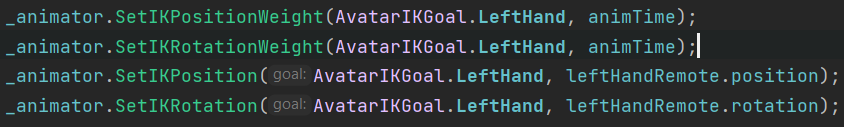 _animator.SetIKPositionWeight(AvatarIKGoal.LeftHand, animTime);
_animator.SetIKRotationWeight(AvatarIKGoal.LeftHand, animTime);
_animator.SetIKPosition( goal: AvatarIKGoal.LeftHand, leftHandRemote.position);
_animator.SetIKRotation( goal: AvatarIKGoal.LeftHand, leftHandRemote.rotation);